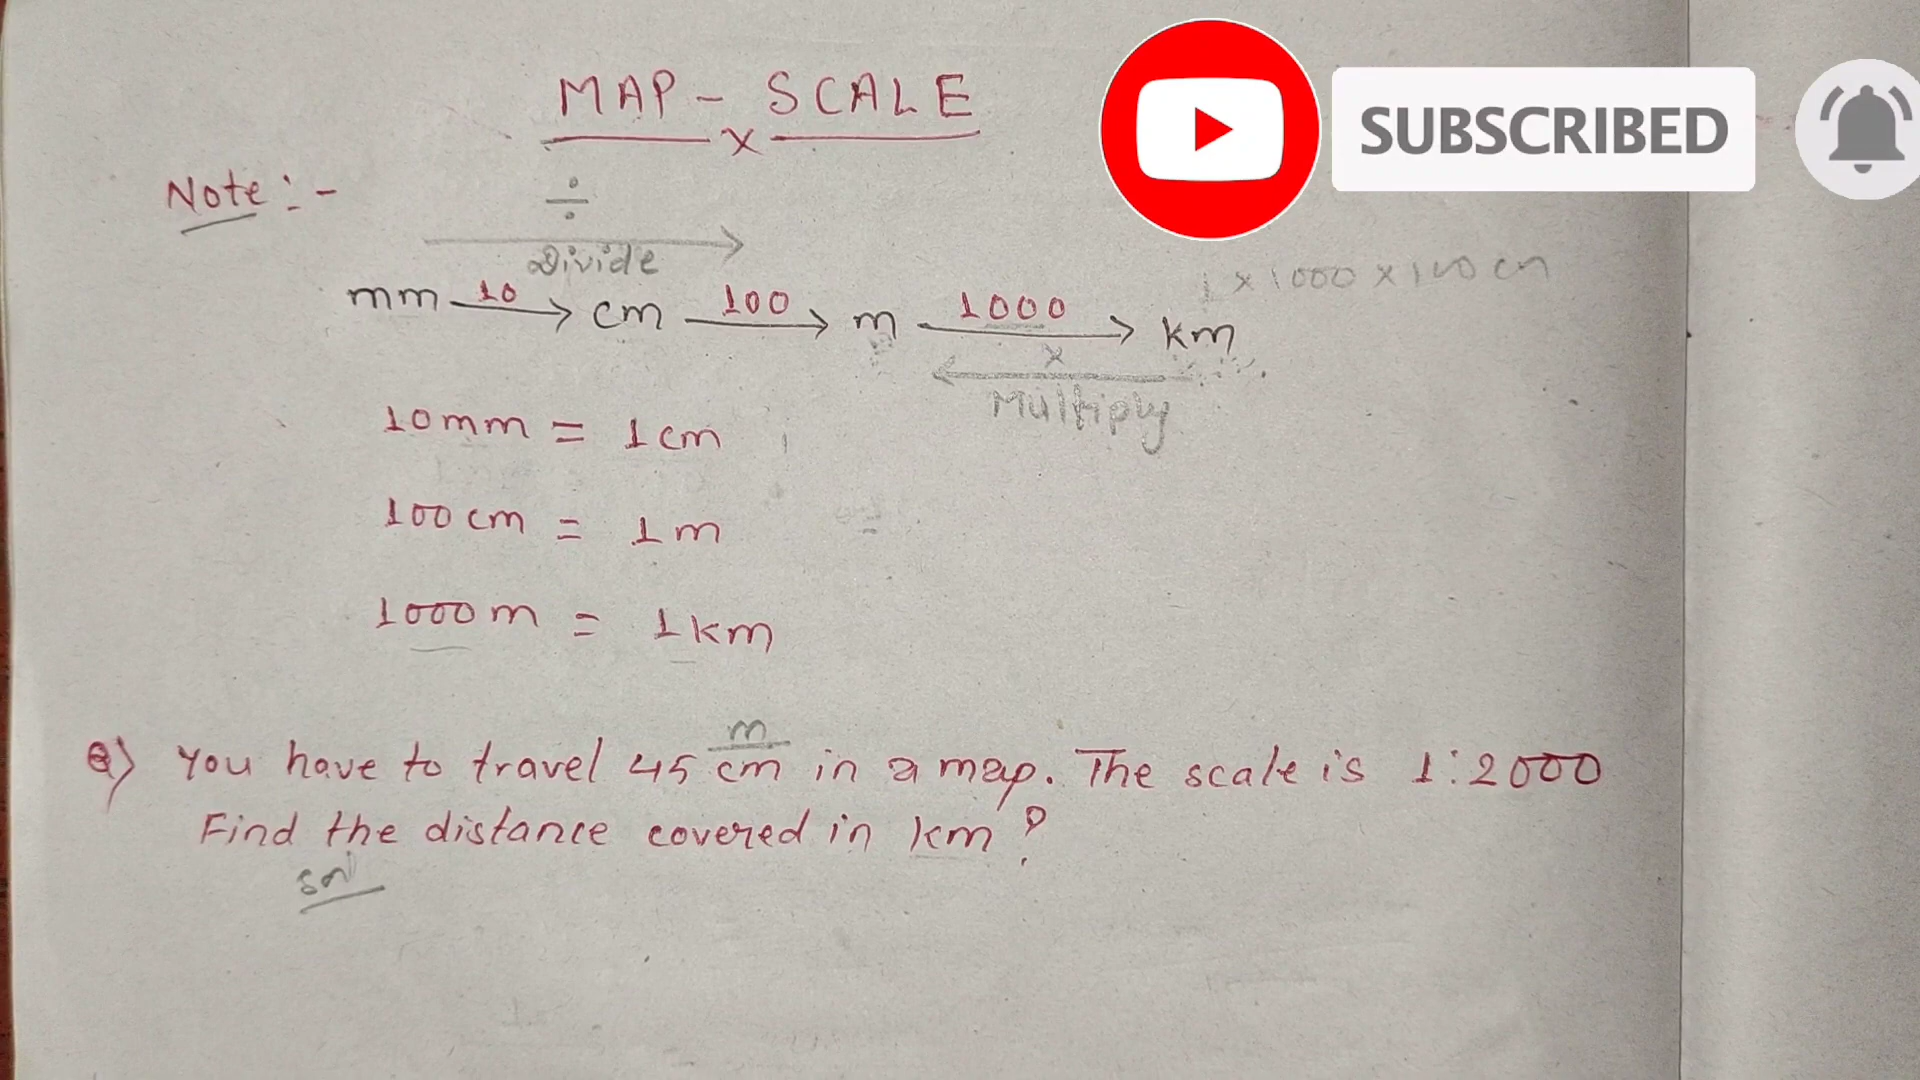 MAP - SCALE
x
SUBSCRIBED
Note :-
÷
Divide
1 x 1000 x 100 cm
mm 10 cm 100 m 1000 km
x
Multiply
10mm = 1cm
100 cm = 1m
1000 m = 1km
m
Q) You have to travel 45 cm in a map. The scale is 1:2000
Find the distance covered in km?